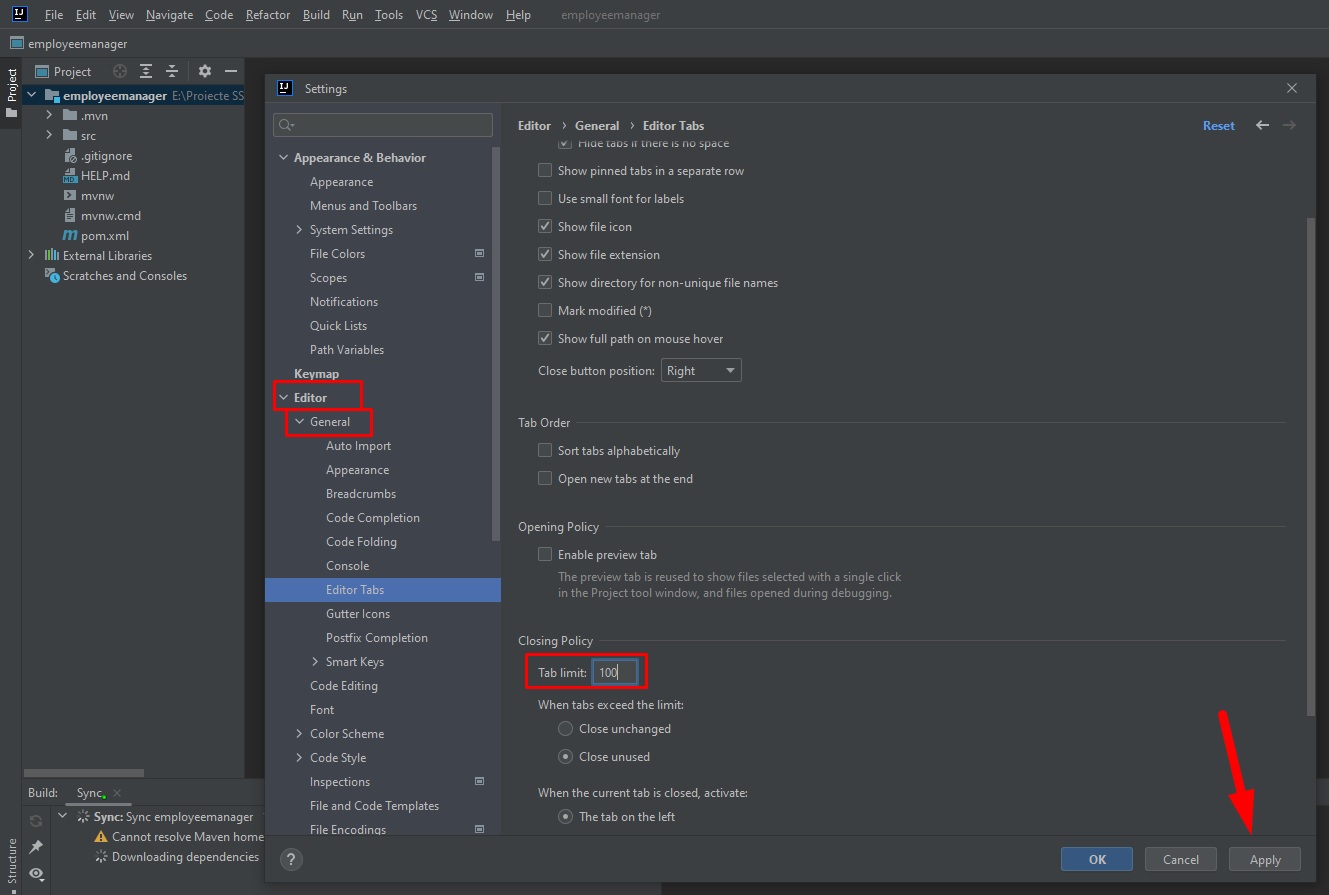 IJ File Edit View Navigate Code Refactor Build Run Tools VCS Window Help employeemanager
employeemanager
Project
Project
employeemanager E:\Proiecte SS
.mvn
src
.gitignore
HELP.md
mvnw
mvnw.cmd
pom.xml
External Libraries
Scratches and Consoles
Settings
Appearance & Behavior
Appearance
Menus and Toolbars
System Settings
File Colors
Scopes
Notifications
Quick Lists
Path Variables
Keymap
Editor
General
Auto Import
Appearance
Breadcrumbs
Code Completion
Code Folding
Console
Editor Tabs
Gutter Icons
Postfix Completion
Smart Keys
Code Editing
Font
Color Scheme
Code Style
Inspections
File and Code Templates
File Encodings
Editor › General › Editor Tabs Reset
Hide tabs if there is no space
Show pinned tabs in a separate row
Use small font for labels
Show file icon
Show file extension
Show directory for non-unique file names
Mark modified (*)
Show full path on mouse hover
Close button position: Right
Tab Order
Sort tabs alphabetically
Open new tabs at the end
Opening Policy
Enable preview tab
The preview tab is reused to show files selected with a single click
in the Project tool window, and files opened during debugging.
Closing Policy
Tab limit: 100
When tabs exceed the limit:
Close unchanged
Close unused
When the current tab is closed, activate:
The tab on the left
? OK Cancel Apply
Build: Sync
Sync: Sync employeemanager
Cannot resolve Maven home
Downloading dependencies
Structure